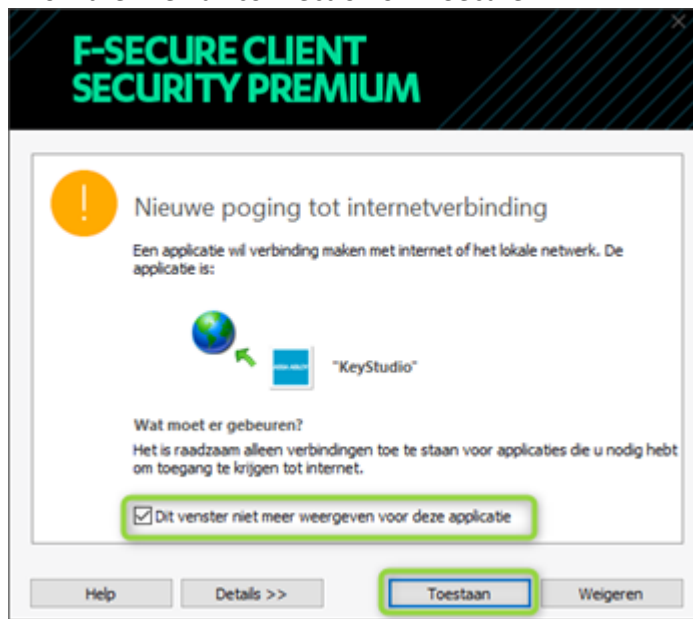 F-SECURE CLIENT
SECURITY PREMIUM
Nieuwe poging tot internetverbinding
Een applicatie wil verbinding maken met internet of het lokale netwerk. De
applicatie is:
"KeyStudio"
Wat moet er gebeuren?
Het is raadzaam alleen verbindingen toe te staan voor applicaties die u nodig hebt
om toegang te krijgen tot internet.
Dit venster niet meer weergeven voor deze applicatie
Help
Details >>
Toestaan
Weigeren